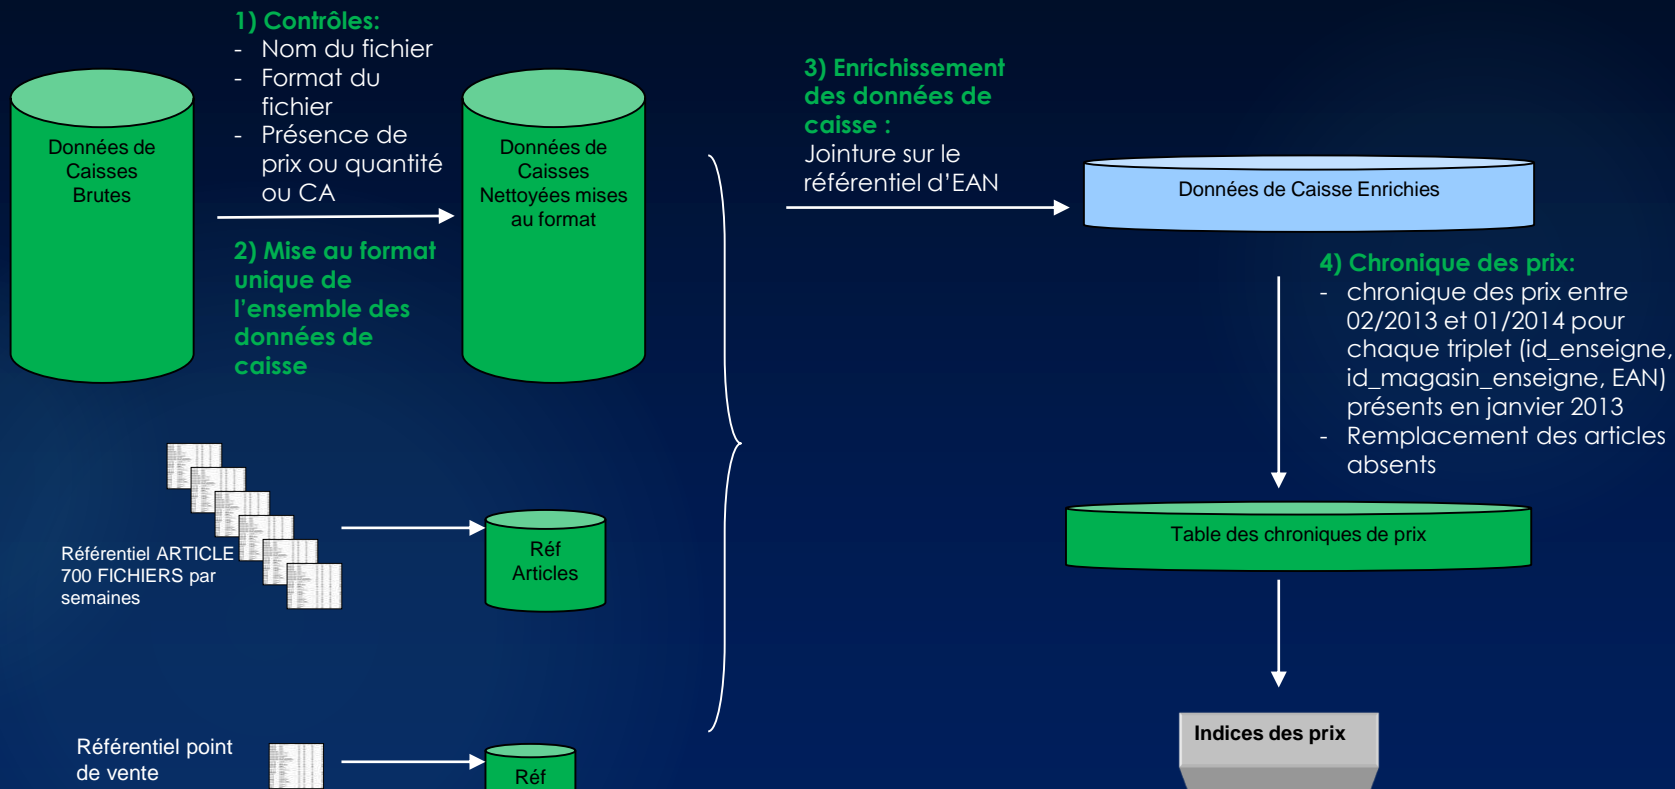 1) Contrôles:
- Nom du fichier
- Format du
fichier
- Présence de
prix ou quantité
ou CA
Données de
Caisses
Brutes
Données de
Caisses
Nettoyées mises
au format
2) Mise au format
unique de
l'ensemble des
données de
caisse
3) Enrichissement
des données de
caisse :
Jointure sur le
référentiel d'EAN
Données de Caisse Enrichies
4) Chronique des prix:
- chronique des prix entre
02/2013 et 01/2014 pour
chaque triplet (id_enseigne,
id_magasin_enseigne, EAN)
présents en janvier 2013
- Remplacement des articles
absents
Référentiel ARTICLE
700 FICHIERS par
semaines
Réf
Articles
Table des chroniques de prix
Référentiel point
de vente
Réf
Indices des prix